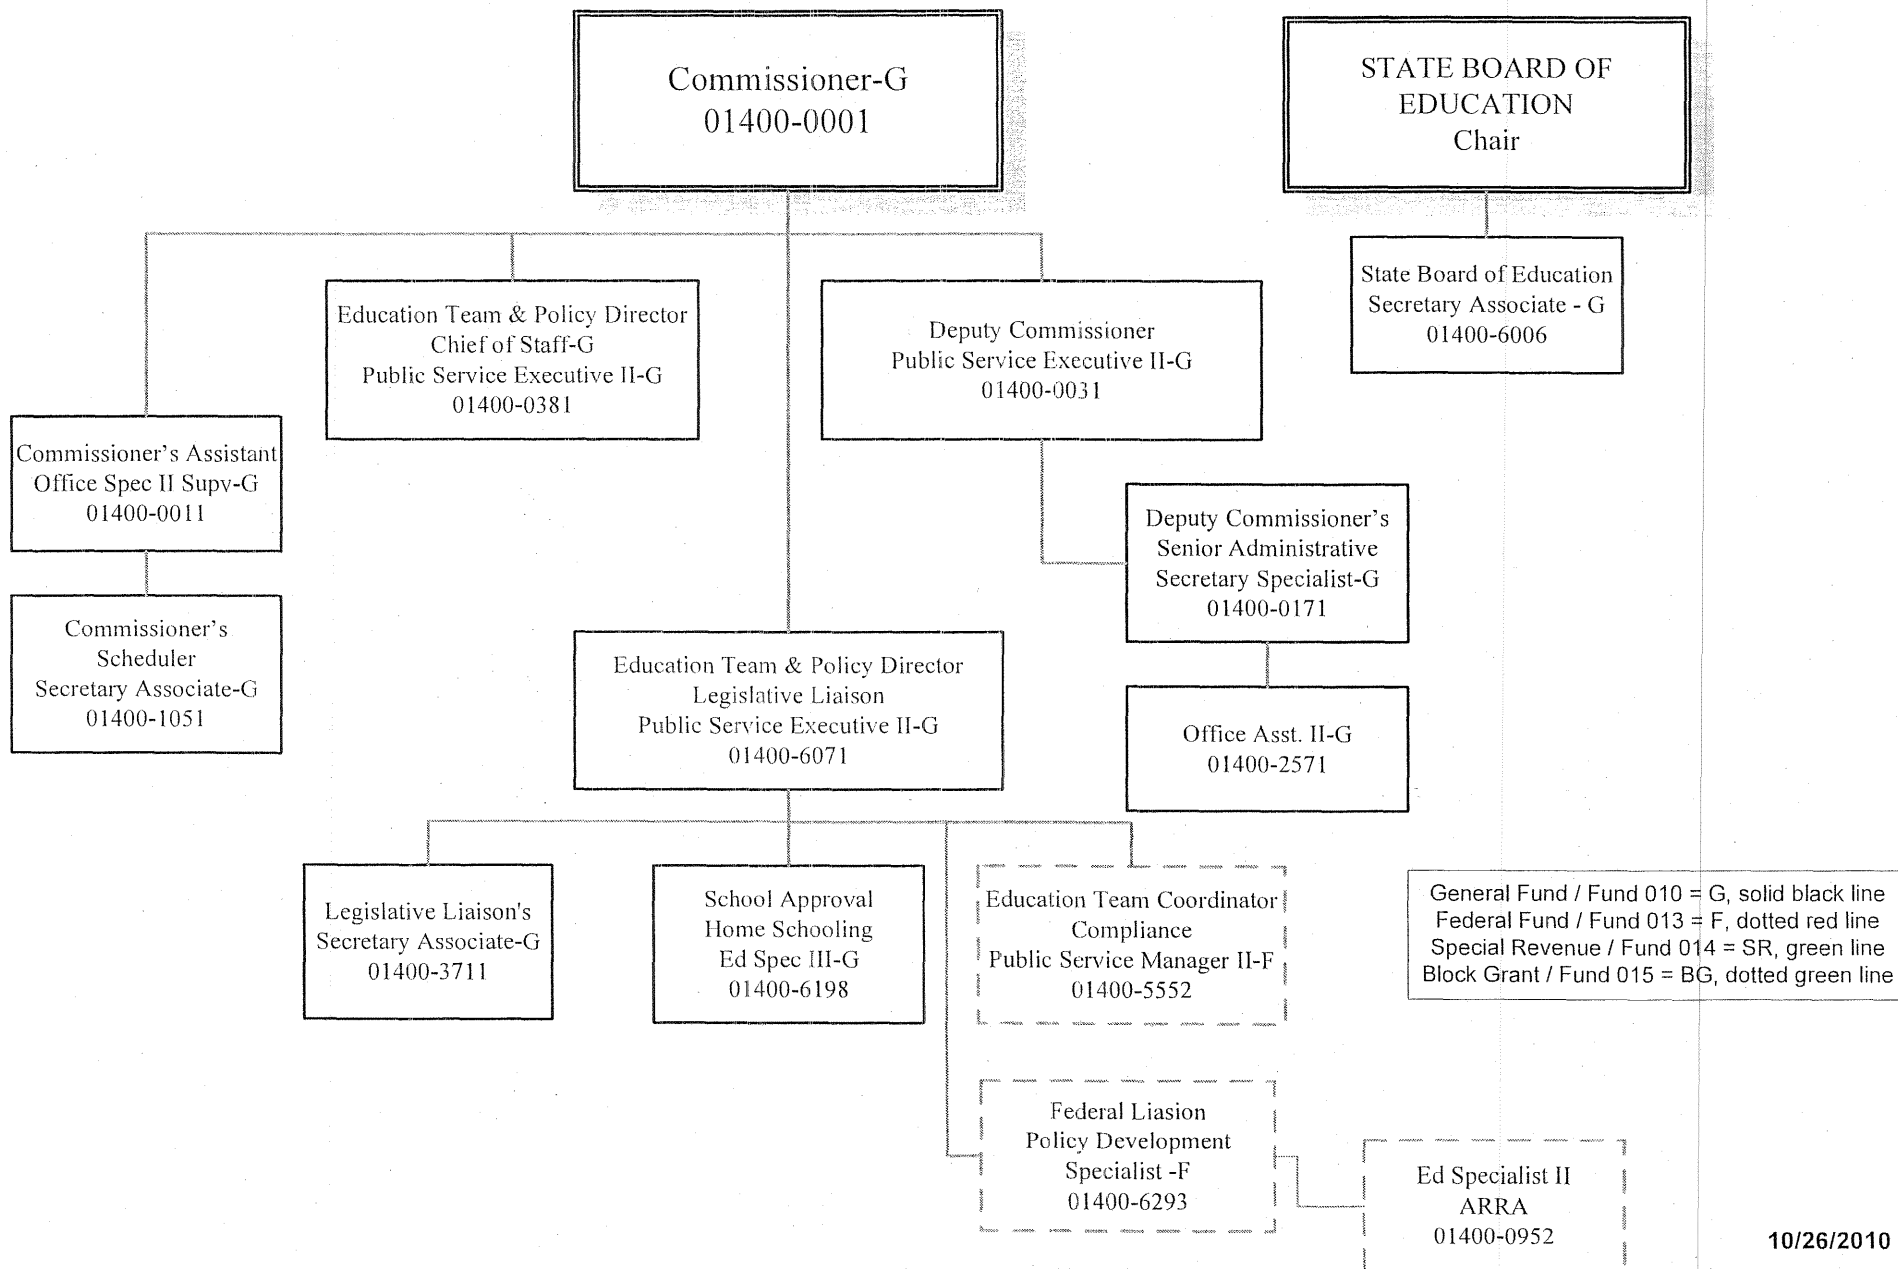 Commissioner-G
01400-0001
STATE BOARD OF
EDUCATION
Chair
State Board of Education
Secretary Associate - G
01400-6006
Education Team & Policy Director
Chief of Staff-G
Public Service Executive II-G
01400-0381
Deputy Commissioner
Public Service Executive II-G
01400-0031
Commissioner's Assistant
Office Spec II Supv-G
01400-0011
Deputy Commissioner's
Senior Administrative
Secretary Specialist-G
01400-0171
Commissioner's
Scheduler
Secretary Associate-G
01400-1051
Education Team & Policy Director
Legislative Liaison
Public Service Executive II-G
01400-6071
Office Asst. II-G
01400-2571
Legislative Liaison's
Secretary Associate-G
01400-3711
School Approval
Home Schooling
Ed Spec III-G
01400-6198
Education Team Coordinator
Compliance
Public Service Manager II-F
01400-5552
General Fund / Fund 010 = G, solid black line
Federal Fund / Fund 013 = F, dotted red line
Special Revenue / Fund 014 = SR, green line
Block Grant / Fund 015 = BG, dotted green line
Federal Liasion
Policy Development
Specialist -F
01400-6293
Ed Specialist II
ARRA
01400-0952
10/26/2010